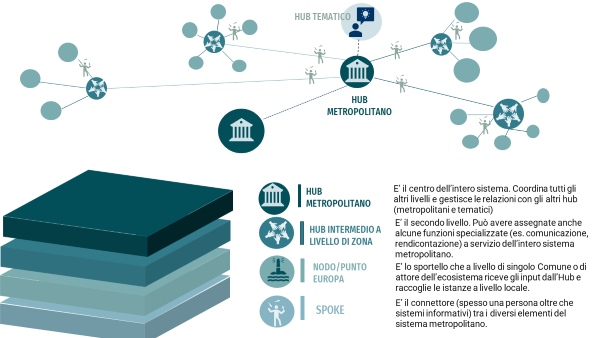 HUB TEMATICO
HUB
METROPOLITANO
HUB
METROPOLITANO
E' il centro dell'intero sistema. Coordina tutti gli
altri livelli e gestisce le relazioni con gli altri hub
(metropolitani e tematici)
HUB INTERMEDIO A
LIVELLO DI ZONA
E' il secondo livello. Può avere assegnate anche
alcune funzioni specializzate (es. comunicazione,
rendicontazione) a servizio dell'intero sistema
metropolitano.
NODO/PUNTO
EUROPA
E' lo sportello che a livello di singolo Comune o di
attore dell'ecosistema riceve gli input dall'Hub e
raccoglie le istanze a livello locale.
SPOKE
E' il connettore (spesso una persona oltre che
sistemi informativi) tra i diversi elementi del
sistema metropolitano.